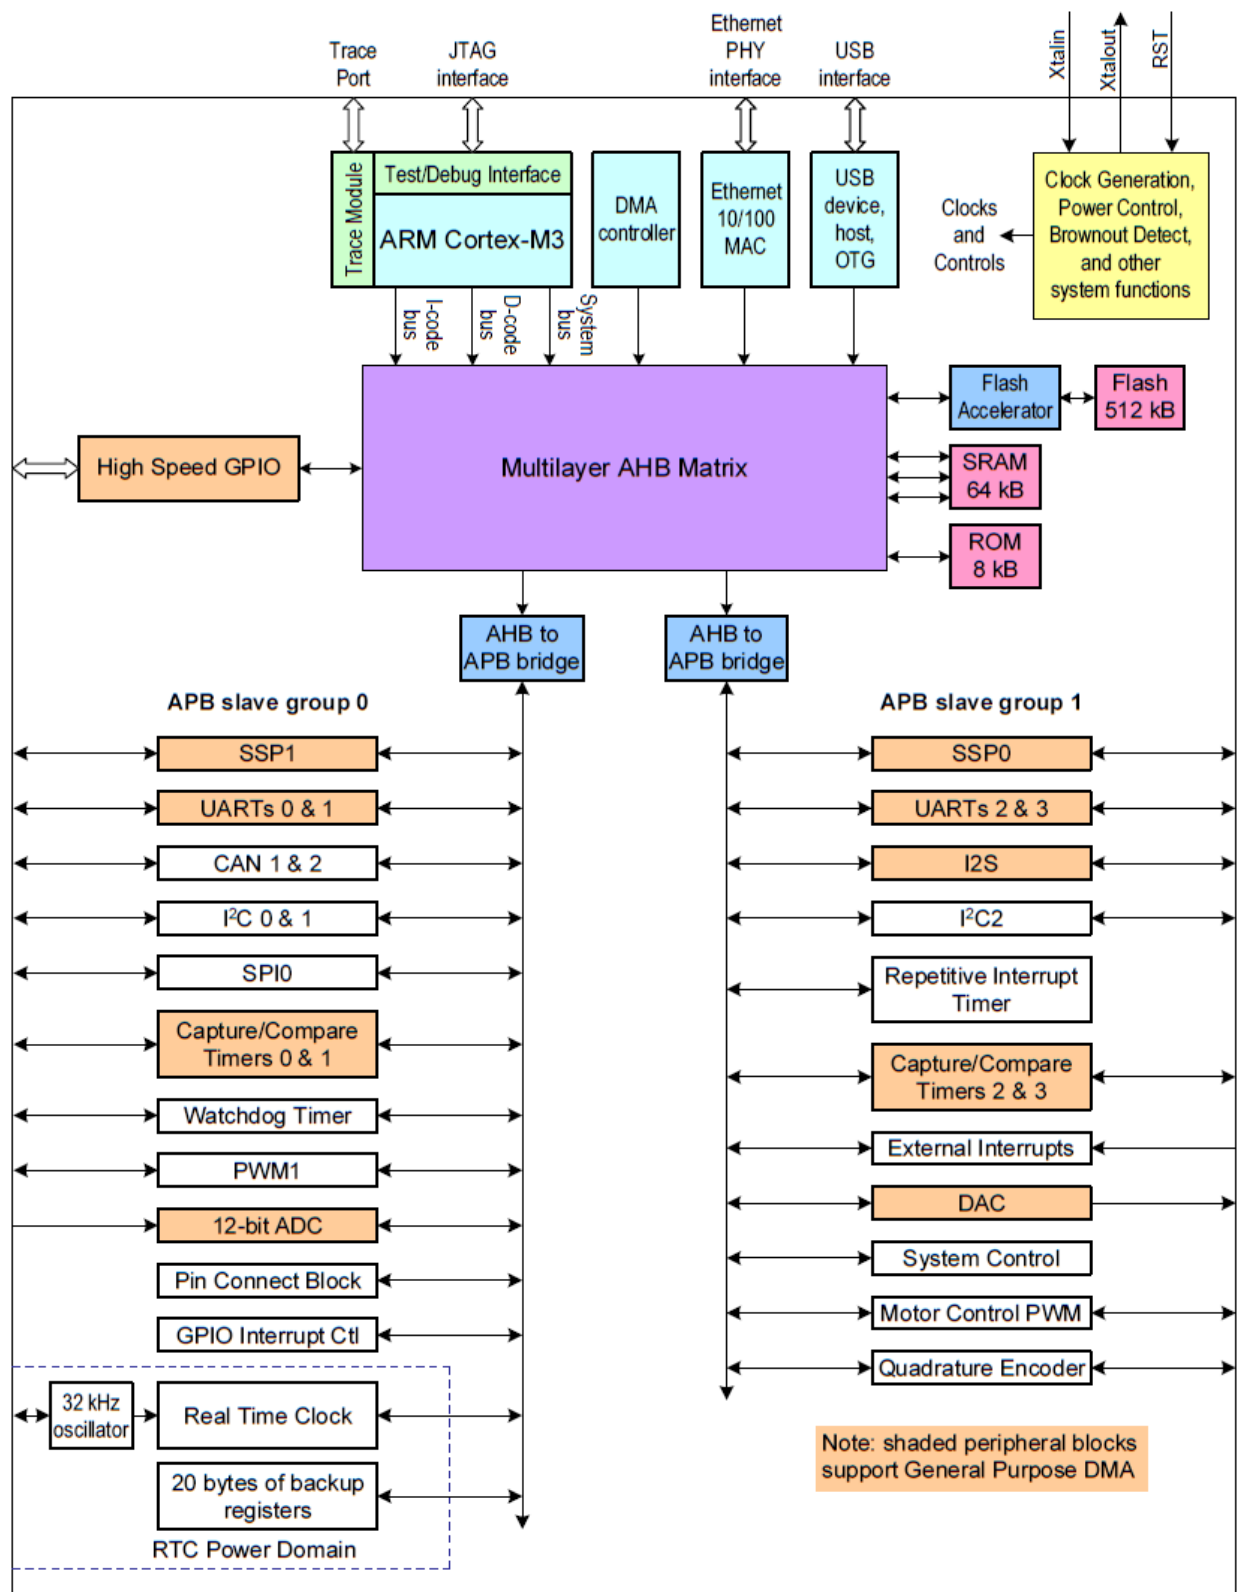 Trace
Port
JTAG
interface
Ethernet
PHY interface
interface
USB
interface
Xtalin
Xtalout
RST
Trace Module
Test/Debug Interface
ARM Cortex-M3
DMA
controller
Ethernet
10/100
MAC
USB
device,
host,
OTG
Clocks
and
Controls
Clock Generation,
Power Control,
Brownout Detect,
and other
system functions
I-code
bus
D-code
bus
System
bus
Multilayer AHB Matrix
High Speed GPIO
Flash
Accelerator
Flash
512 kB
SRAM
64 kB
ROM
8 kB
AHB to
APB bridge
AHB to
APB bridge
APB slave group 0
SSP1
UARTs 0 & 1
CAN 1 & 2
I²C 0 & 1
SPI0
Capture/Compare
Timers 0 & 1
Watchdog Timer
PWM1
12-bit ADC
Pin Connect Block
GPIO Interrupt Ctl
32 kHz
oscillator
Real Time Clock
20 bytes of backup
registers
RTC Power Domain
APB slave group 1
SSP0
UARTs 2 & 3
I2S
I²C2
Repetitive Interrupt
Timer
Capture/Compare
Timers 2 & 3
External Interrupts
DAC
System Control
Motor Control PWM
Quadrature Encoder
Note: shaded peripheral blocks
support General Purpose DMA